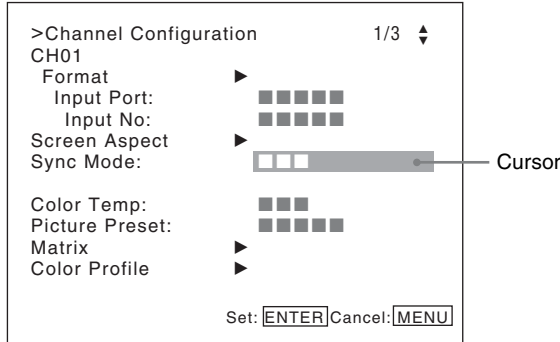 >Channel Configuration 1/3
CH01
Format
Input Port:
Input No:
Screen Aspect
Sync Mode:
Cursor
Color Temp:
Picture Preset:
Matrix
Color Profile
Set: ENTER Cancel: MENU